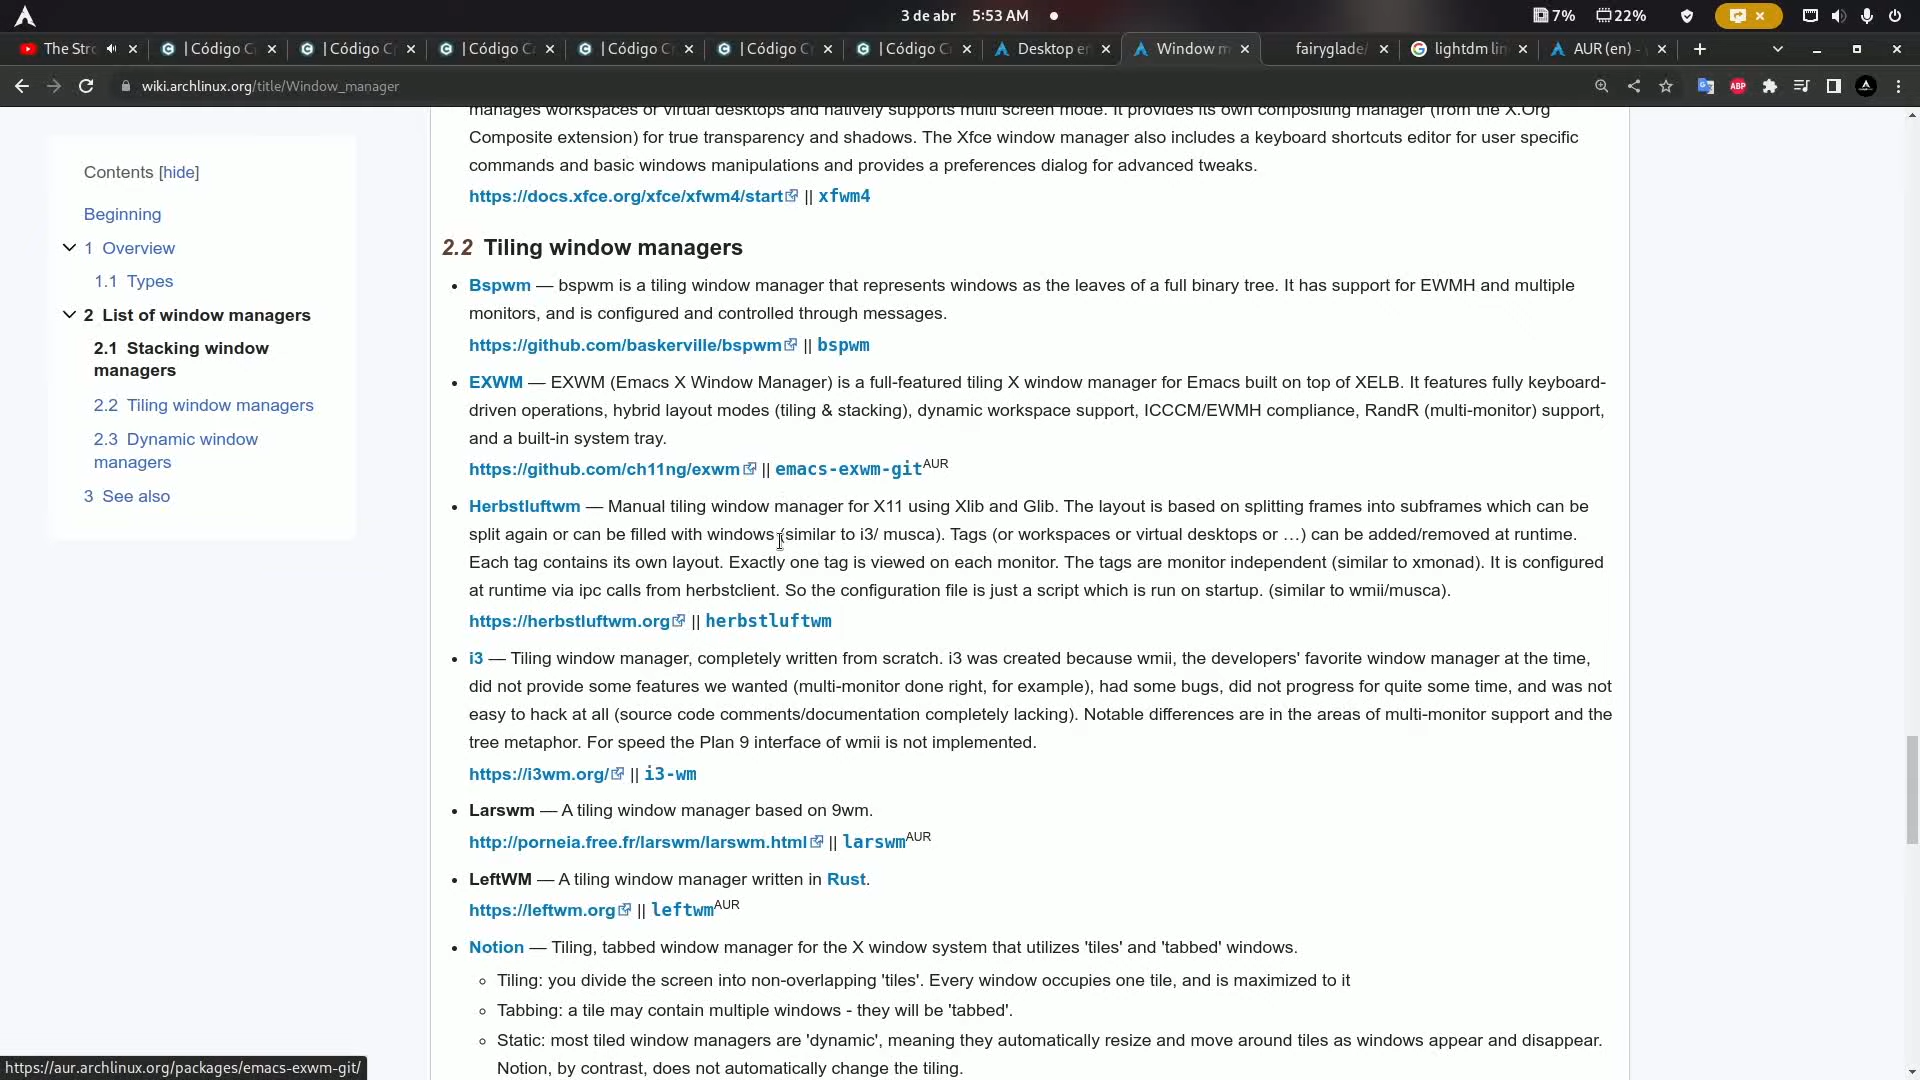 3 de abr 5:53 AM
7% 22%
The Stro
| Código C
| Código C
| Código C
| Código C
| Código C
| Código C
Desktop en
Window m
fairyglade/
lightdm lin
AUR (en) -
wiki.archlinux.org/title/Window_manager
ABP
Contents [hide]
Beginning
1 Overview
1.1 Types
2 List of window managers
2.1 Stacking window
managers
2.2 Tiling window managers
2.3 Dynamic window
managers
3 See also
manages workspaces or virtual desktops and natively supports multi screen mode. It provides its own compositing manager (from the X.Org
Composite extension) for true transparency and shadows. The Xfce window manager also includes a keyboard shortcuts editor for user specific
commands and basic windows manipulations and provides a preferences dialog for advanced tweaks.
https://docs.xfce.org/xfce/xfwm4/start || xfwm4
2.2 Tiling window managers
• Bspwm — bspwm is a tiling window manager that represents windows as the leaves of a full binary tree. It has support for EWMH and multiple
monitors, and is configured and controlled through messages.
https://github.com/baskerville/bspwm || bspwm
• EXWM — EXWM (Emacs X Window Manager) is a full-featured tiling X window manager for Emacs built on top of XELB. It features fully keyboard-
driven operations, hybrid layout modes (tiling & stacking), dynamic workspace support, ICCCM/EWMH compliance, RandR (multi-monitor) support,
and a built-in system tray.
https://github.com/ch11ng/exwm || emacs-exwm-gitAUR
• Herbstluftwm — Manual tiling window manager for X11 using Xlib and Glib. The layout is based on splitting frames into subframes which can be
split again or can be filled with windows (similar to i3/ musca). Tags (or workspaces or virtual desktops or …) can be added/removed at runtime.
Each tag contains its own layout. Exactly one tag is viewed on each monitor. The tags are monitor independent (similar to xmonad). It is configured
at runtime via ipc calls from herbstclient. So the configuration file is just a script which is run on startup. (similar to wmii/musca).
https://herbstluftwm.org || herbstluftwm
• i3 — Tiling window manager, completely written from scratch. i3 was created because wmii, the developers' favorite window manager at the time,
did not provide some features we wanted (multi-monitor done right, for example), had some bugs, did not progress for quite some time, and was not
easy to hack at all (source code comments/documentation completely lacking). Notable differences are in the areas of multi-monitor support and the
tree metaphor. For speed the Plan 9 interface of wmii is not implemented.
https://i3wm.org/ || i3-wm
• Larswm — A tiling window manager based on 9wm.
http://porneia.free.fr/larswm/larswm.html || larswmAUR
• LeftWM — A tiling window manager written in Rust.
https://leftwm.org || leftwmAUR
• Notion — Tiling, tabbed window manager for the X window system that utilizes 'tiles' and 'tabbed' windows.
◦ Tiling: you divide the screen into non-overlapping 'tiles'. Every window occupies one tile, and is maximized to it
◦ Tabbing: a tile may contain multiple windows - they will be 'tabbed'.
◦ Static: most tiled window managers are 'dynamic', meaning they automatically resize and move around tiles as windows appear and disappear.
Notion, by contrast, does not automatically change the tiling.
https://aur.archlinux.org/packages/emacs-exwm-git/